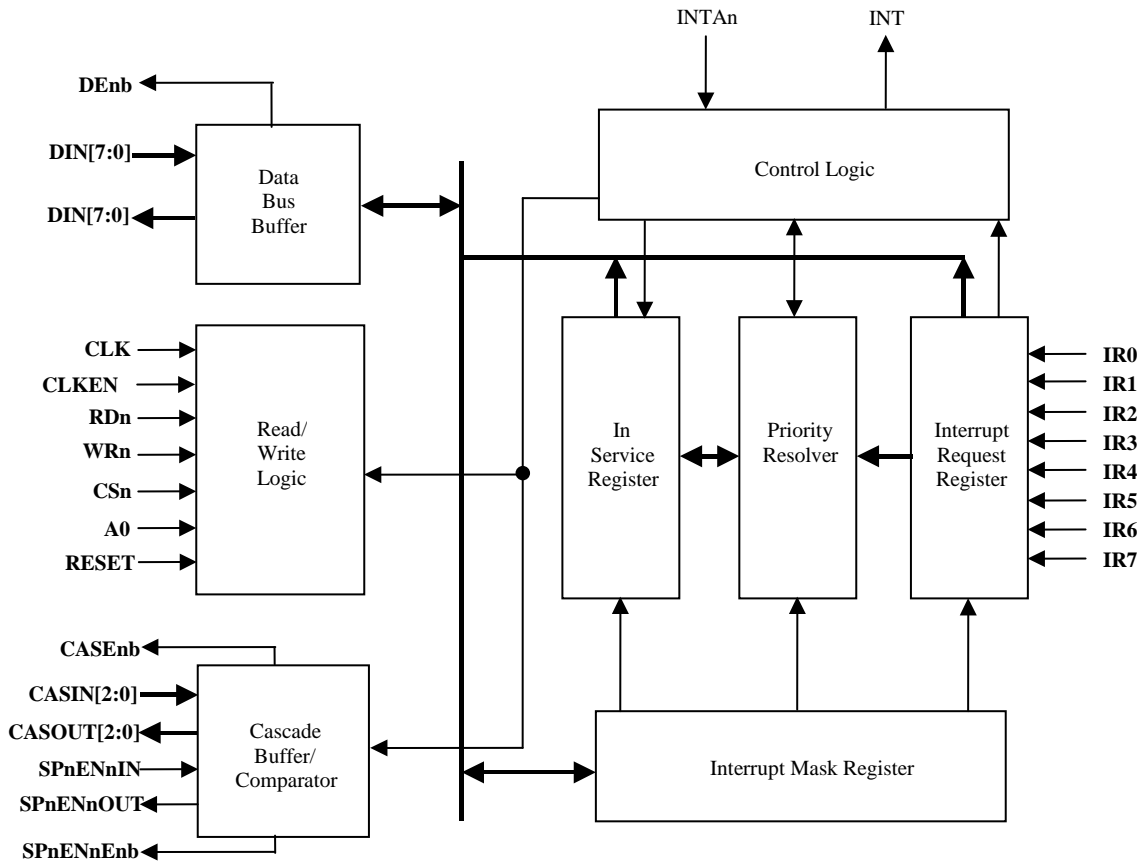 INTAn
INT
DEnb
DIN[7:0]
DIN[7:0]
Data
Bus
Buffer
Control Logic
CLK
CLKEN
RDn
WRn
CSn
A0
RESET
Read/
Write
Logic
In
Service
Register
Priority
Resolver
Interrupt
Request
Register
IR0
IR1
IR2
IR3
IR4
IR5
IR6
IR7
CASEnb
CASIN[2:0]
CASOUT[2:0]
SPnENnIN
SPnENnOUT
SPnENnEnb
Cascade
Buffer/
Comparator
Interrupt Mask Register